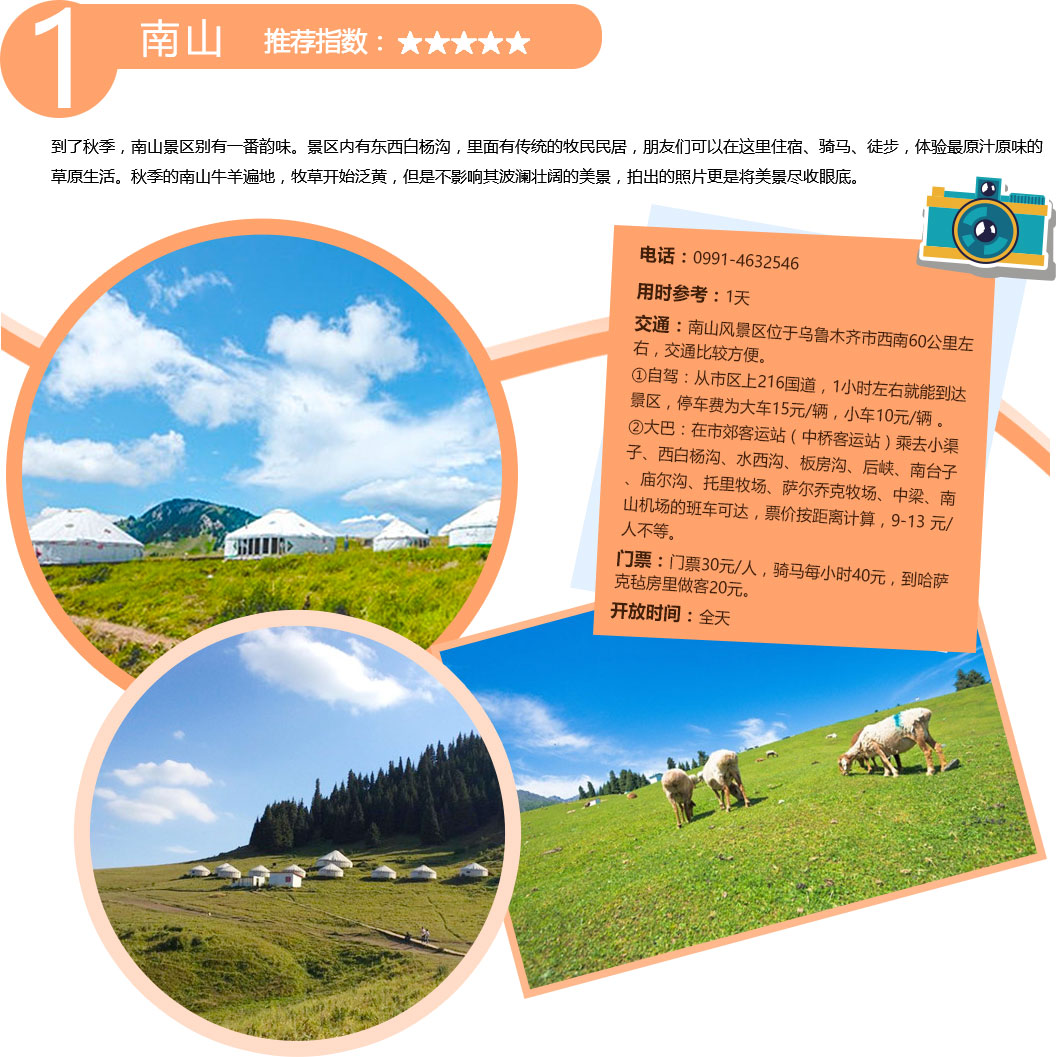 1
南山 推荐指数：★★★★★
到了秋季，南山景区别有一番韵味。景区内有东西白杨沟，里面有传统的牧民民居，朋友们可以在这里住宿、骑马、徒步，体验最原汁原味的
草原生活。秋季的南山牛羊遍地，牧草开始泛黄，但是不影响其波澜壮阔的美景，拍出的照片更是将美景尽收眼底。
电话：0991-4632546
用时参考：1天
交通：南山风景区位于乌鲁木齐市西南60公里左
右，交通比较方便。
①自驾：从市区上216国道，1小时左右就能到达
景区，停车费为大车15元/辆，小车10元/辆 。
②大巴：在市郊客运站（中桥客运站）乘去小渠
子、西白杨沟、水西沟、板房沟、后峡、南台子
、庙尔沟、托里牧场、萨尔乔克牧场、中梁、南
山机场的班车可达，票价按距离计算，9-13 元/
人不等。
门票：门票30元/人，骑马每小时40元，到哈萨
克毡房里做客20元。
开放时间：全天